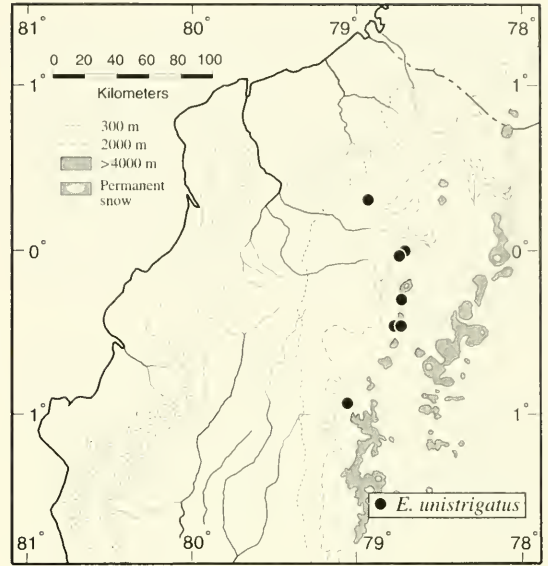 81° 80 79 78°
0 20 40 60 80 100
Kilometers
300 m
2000 m
>4000 m
Permanent
snow
1° 1°
0° 0°
1° 1°
E. unistrigatus
81° 80 79 78°